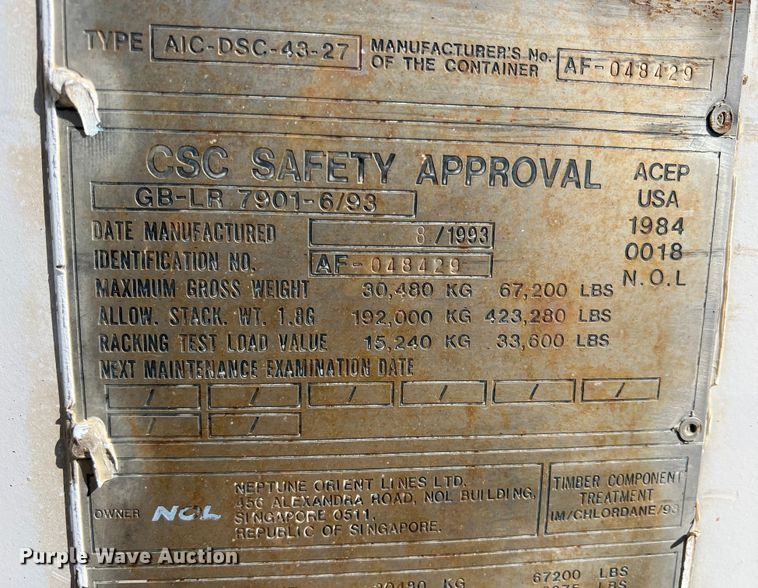 TYPE AIC-DSC-43-27 MANUFACTURER'S No. OF THE CONTAINER AF-048429
CSC SAFETY APPROVAL
GB-LR 7901-6/93
ACEP
USA
1984
0018
N.O.L
DATE MANUFACTURED 8/1993
IDENTIFICATION NO. AF-048429
MAXIMUM GROSS WEIGHT 30,480 KG 67,200 LBS
ALLOW. STACK. WT. 1.8G 192,000 KG 423,280 LBS
RACKING TEST LOAD VALUE 15,240 KG 33,600 LBS
NEXT MAINTENANCE EXAMINATION DATE
/ / / / / /
/ /
OWNER NOL
NEPTUNE ORIENT LINES LTD.
456 ALEXANDRA ROAD, NOL BUILDING,
SINGAPORE 0511,
REPUBLIC OF SINGAPORE.
TIMBER COMPONENT
TREATMENT
IM/CHLORDANE/93
30480 KG 67200 LBS
Purple Wave Auction